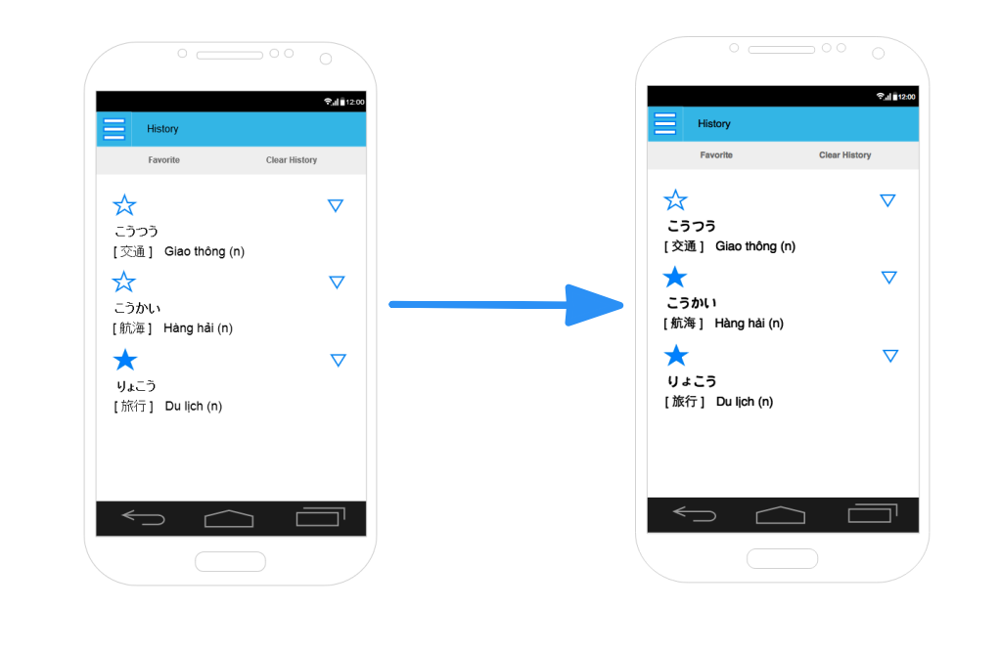 12:00
History
Favorite Clear History
こうつう
[ 交通 ] Giao thông (n)
こうかい
[ 航海 ] Hàng hải (n)
りょこう
[ 旅行 ] Du lịch (n)
12:00
History
Favorite Clear History
こうつう
[ 交通 ] Giao thông (n)
こうかい
[ 航海 ] Hàng hải (n)
りょこう
[ 旅行 ] Du lịch (n)